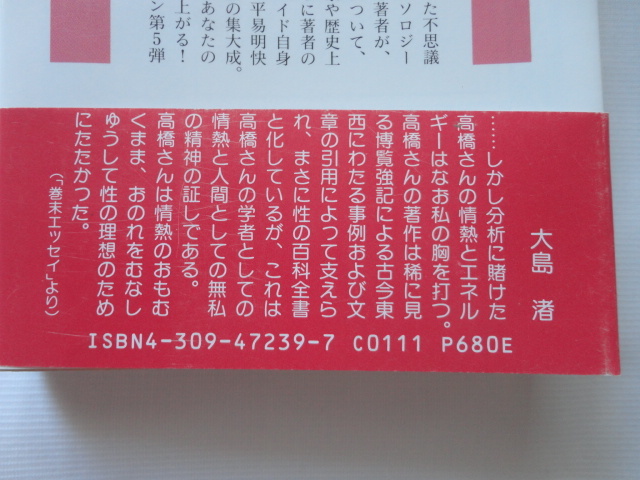 た不思議
ソロジー
著者が、
ついて、
や歴史上
に著者の
イド自身
平易明快
の集大成。
あなたの
上がる!
ン第5弾
大島 渚
……しかし分析に賭けた
高橋さんの情熱とエネル
ギーはなお私の胸を打つ。
高橋さんの著作は稀に見
る博覧強記による古今東
西にわたる事例および文
章の引用によって支えら
れ、まさに性の百科全書
と化しているが、これは
高橋さんの学者としての
情熱と人間としての無私
の精神の証しである。
高橋さんは情熱のおもむ
くまま、おのれをむなし
ゅうして性の理想のため
にたたかった。
(「巻末エッセイ」より)
ISBN4-309-47239-7 C0111 P680E